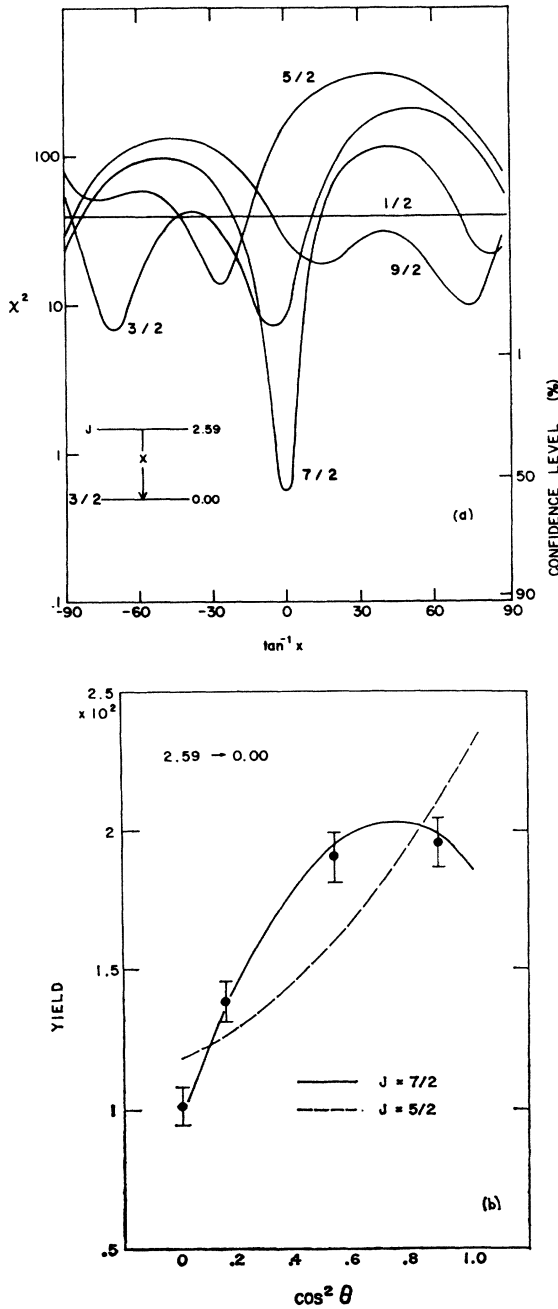 100
10
1
.1
χ²
-90
-60
-30
0
30
60
90
tan⁻¹ x
5/2
1/2
9/2
3/2
7/2
J
2.59
x
3/2
0.00
(a)
1
50
90
CONFIDENCE LEVEL (%)
2.5
x 10²
2
1.5
1
.5
YIELD
2.59 → 0.00
J = 7/2
J = 5/2
(b)
0
.2
.4
.6
.8
1.0
cos² θ